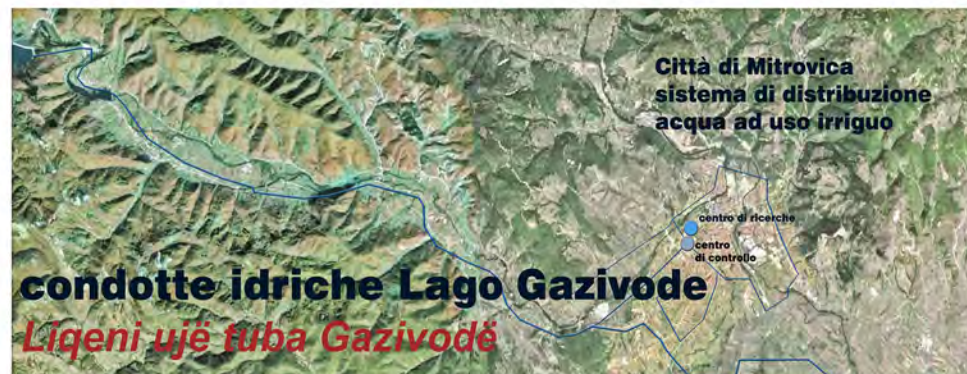 Città di Mitrovica
sistema di distribuzione
acqua ad uso irriguo
centro di ricerche
centro
di controllo
condotte idriche Lago Gazivode
Liqeni ujë tuba Gazivodë